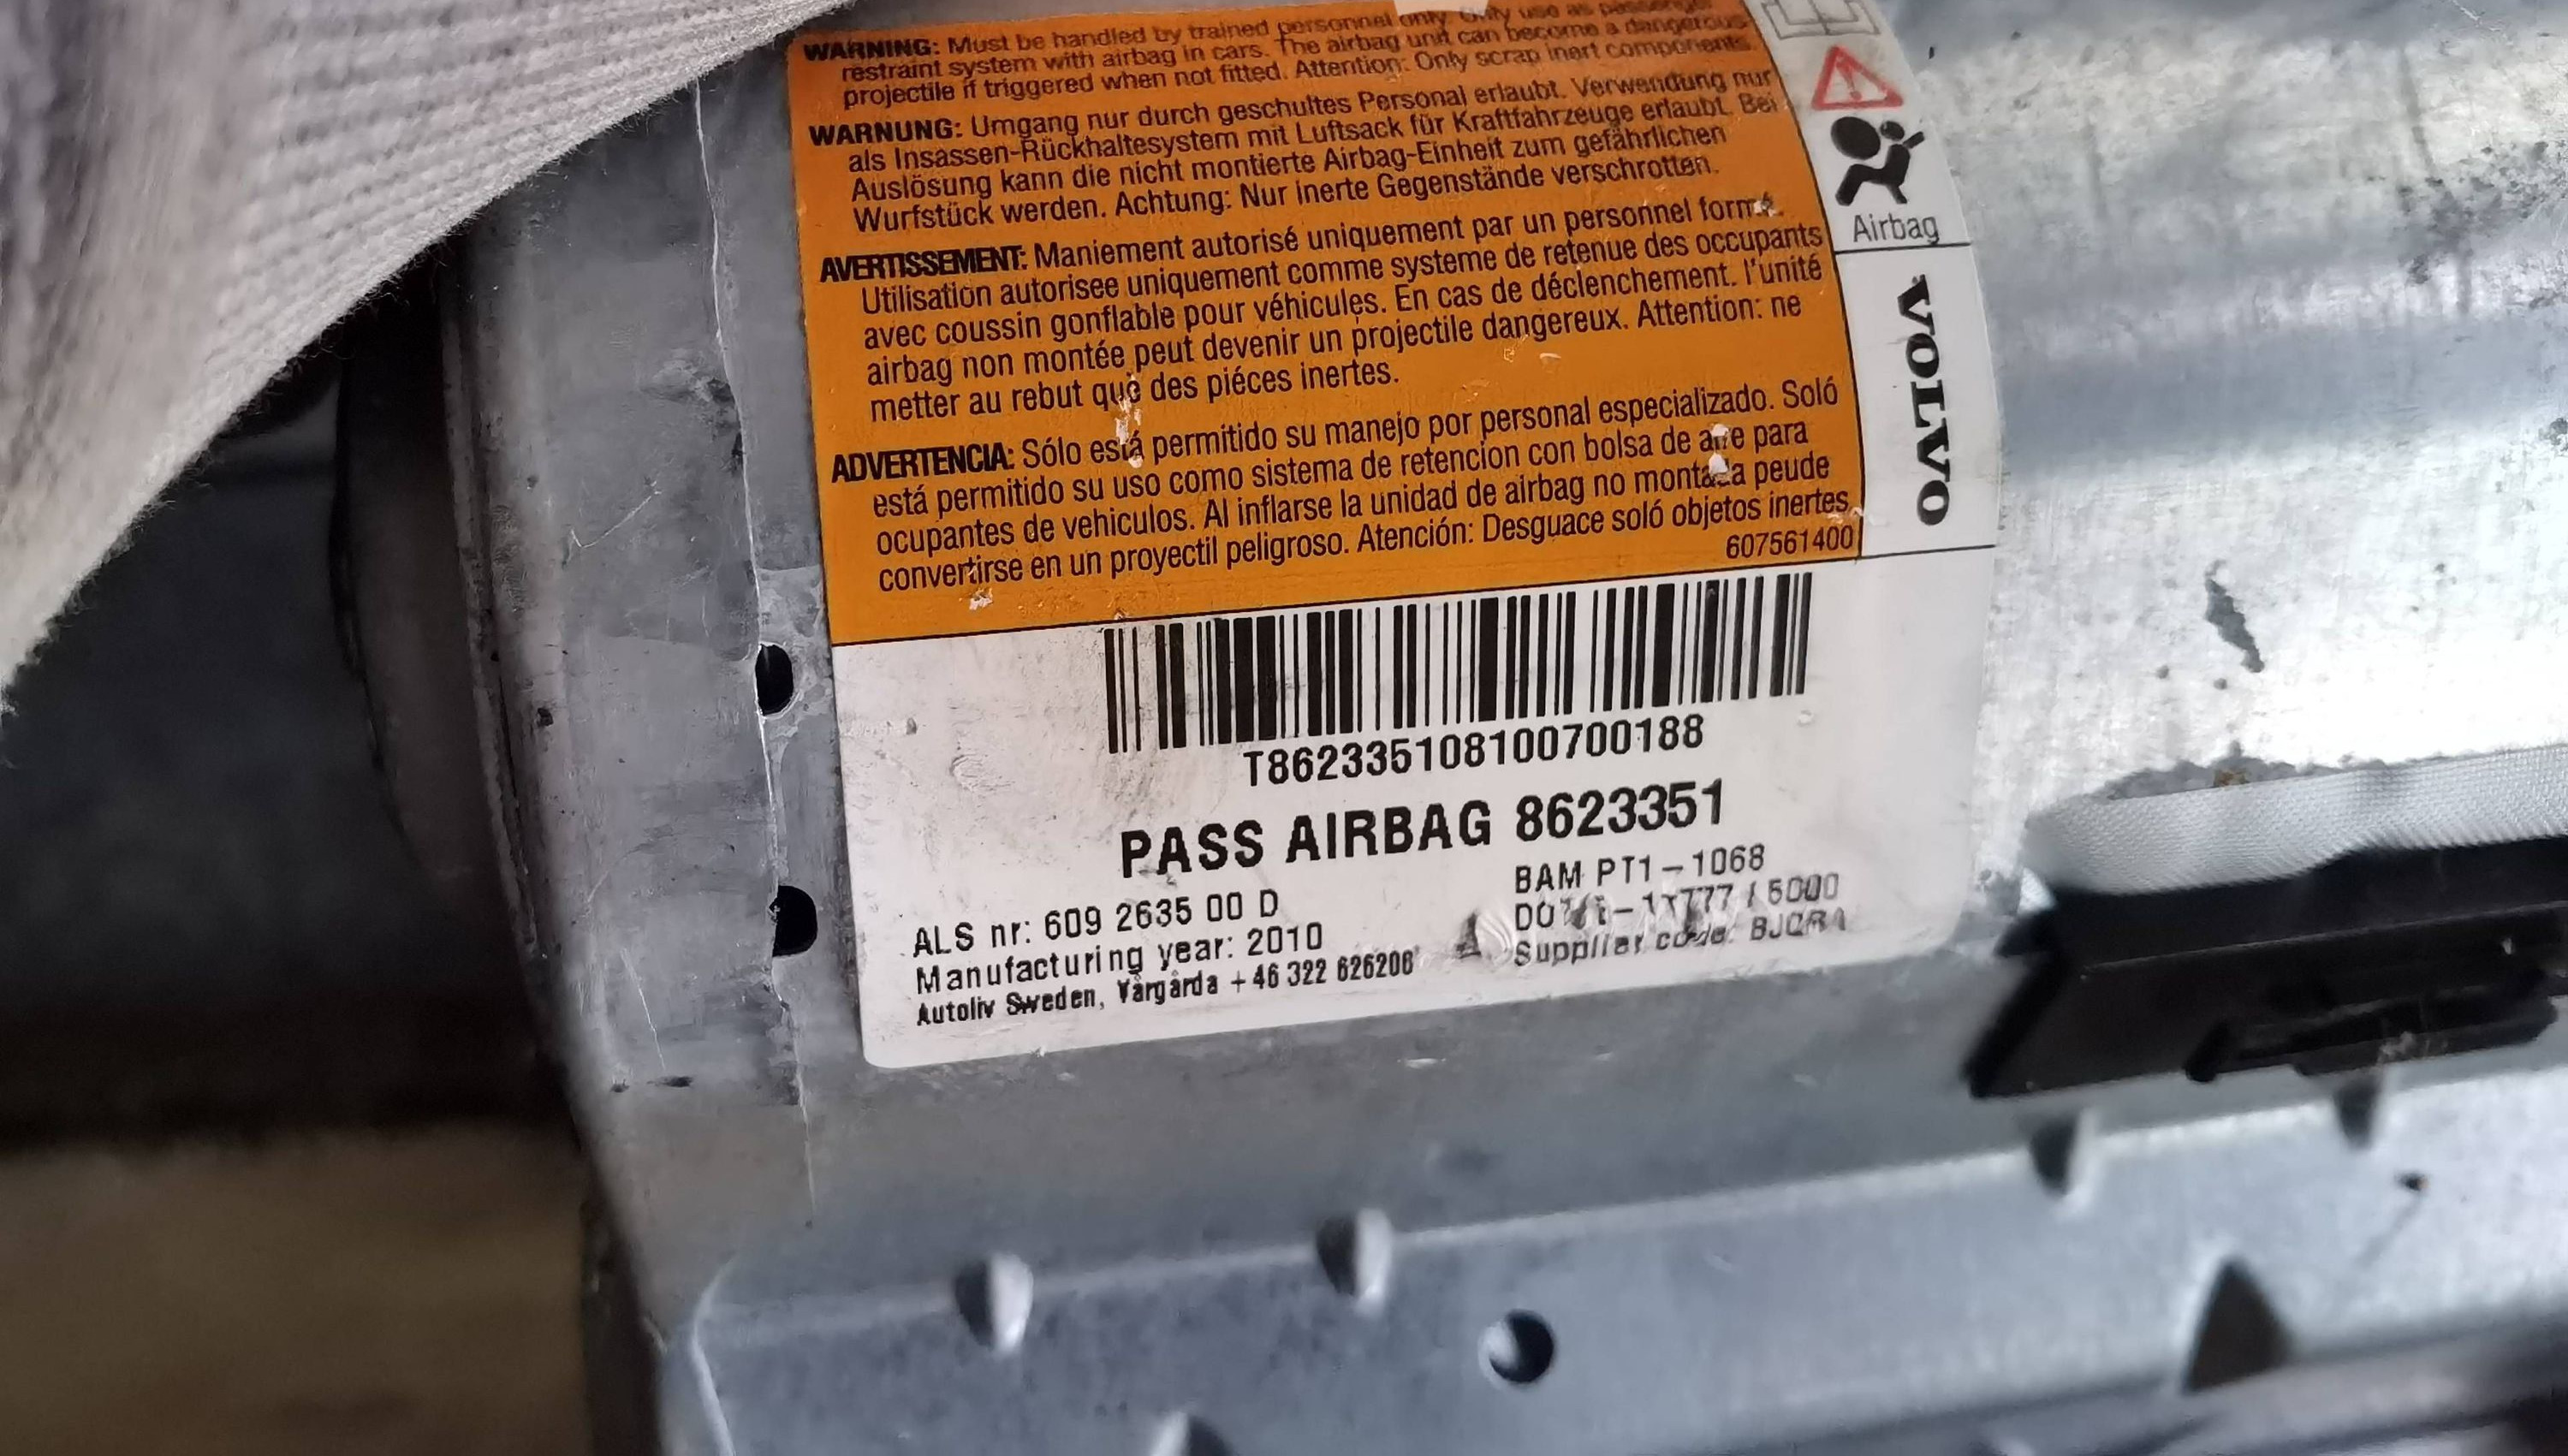 WARNING: Must be handled by trained personnel only. Only use as passenger
restraint system with airbag in cars. The airbag unit can become a dangerous
projectile if triggered when not fitted. Attention: Only scrap inert components.
WARNUNG: Umgang nur durch geschultes Personal erlaubt. Verwendung nur
als Insassen-Rückhaltesystem mit Luftsack für Kraftfahrzeuge erlaubt. Bei
Auslösung kann die nicht montierte Airbag-Einheit zum gefährlichen
Wurfstück werden. Achtung: Nur inerte Gegenstände verschrotten.
AVERTISSEMENT: Maniement autorisé uniquement par un personnel formé.
Utilisation autorisee uniquement comme systeme de retenue des occupants
avec coussin gonflable pour véhicules. En cas de déclenchement. l'unité
airbag non montée peut devenir un projectile dangereux. Attention: ne
metter au rebut que des piéces inertes.
ADVERTENCIA: Sólo está permitido su manejo por personal especializado. Soló
está permitido su uso como sistema de retencion con bolsa de aire para
ocupantes de vehiculos. Al inflarse la unidad de airbag no montada peude
convertirse en un proyectil peligroso. Atención: Desguace soló objetos inertes.
607561400
Airbag
VOLVO
T862335108100700188
PASS AIRBAG 8623351
ALS nr: 609 2635 00 D
Manufacturing year: 2010
Autoliv Sweden, Vårgårda +46 322 626206
BAM PT1-1068
/ 5000
Supplier code: